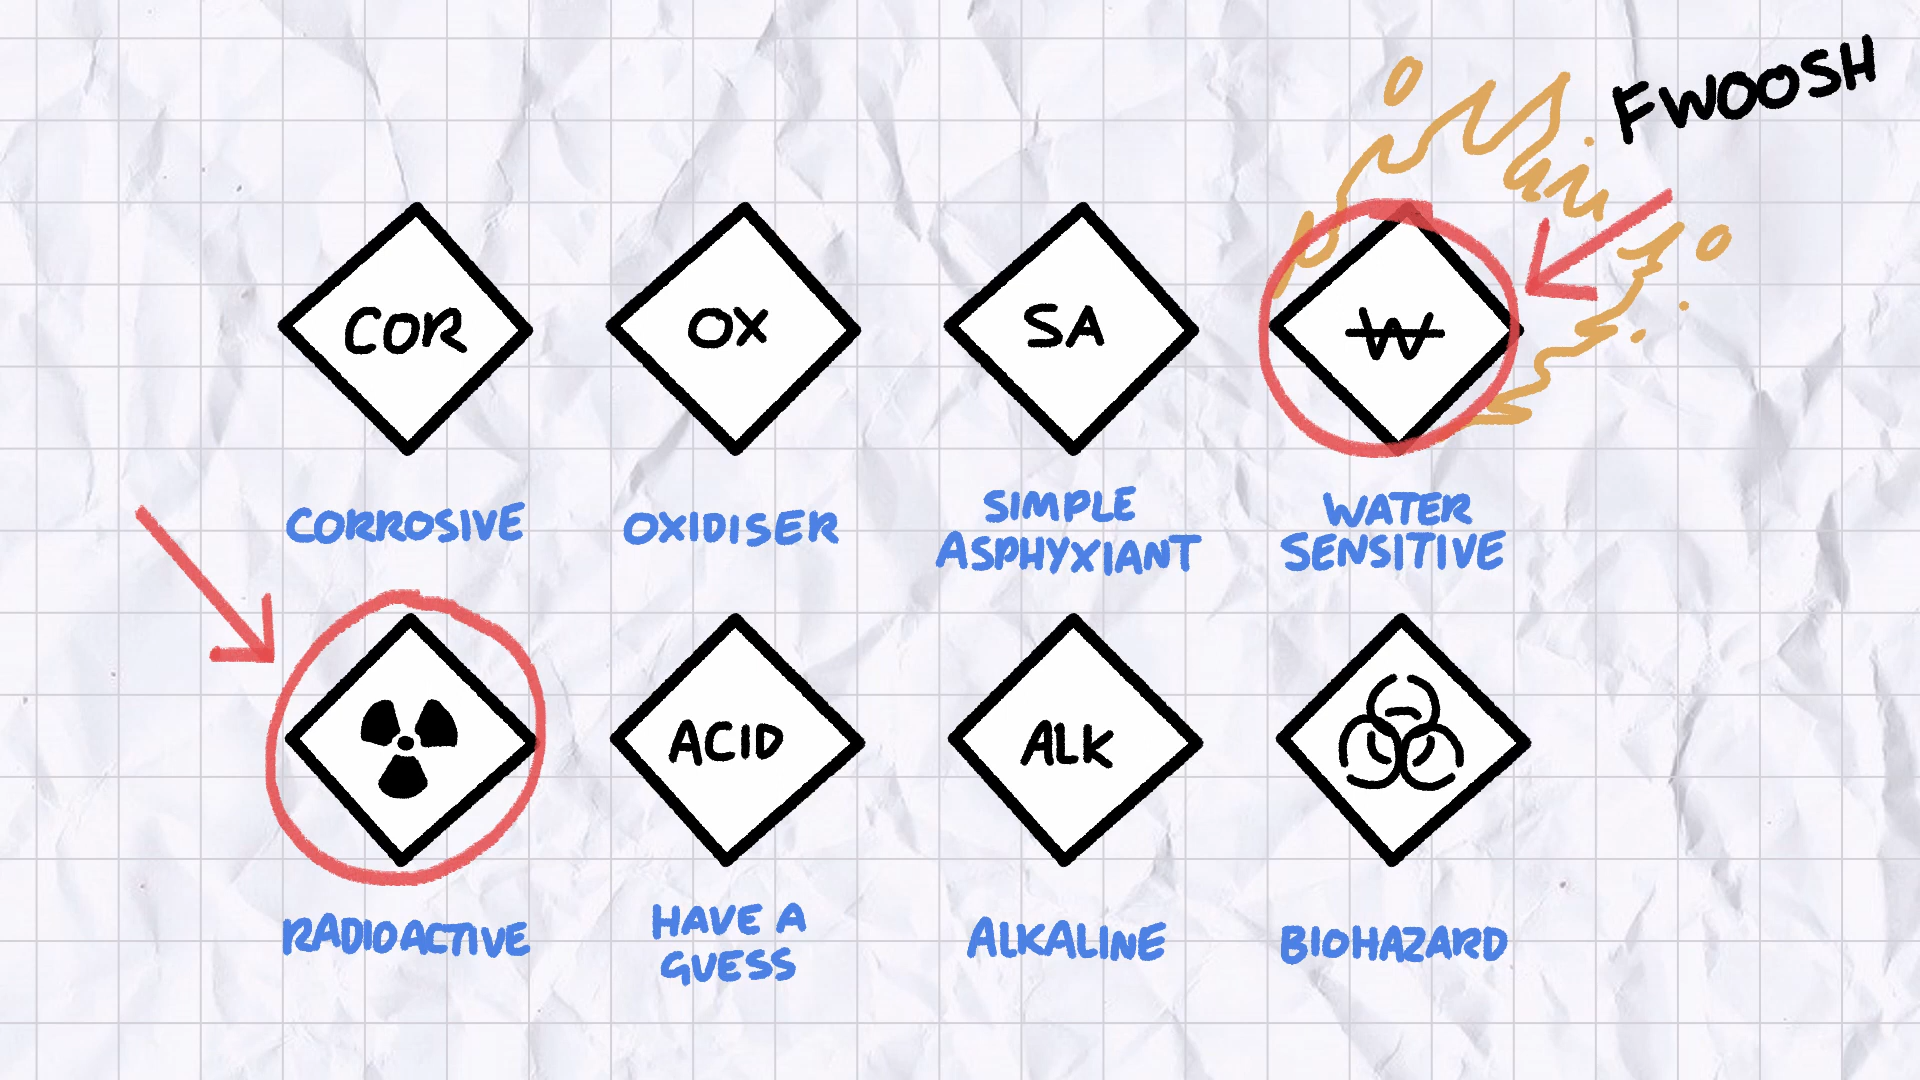 FWOOSH
COR
OX
SA
W
CORROSIVE
OXIDISER
SIMPLE
ASPHYXIANT
WATER
SENSITIVE
ACID
ALK
RADIOACTIVE
HAVE A
GUESS
ALKALINE
BIOHAZARD